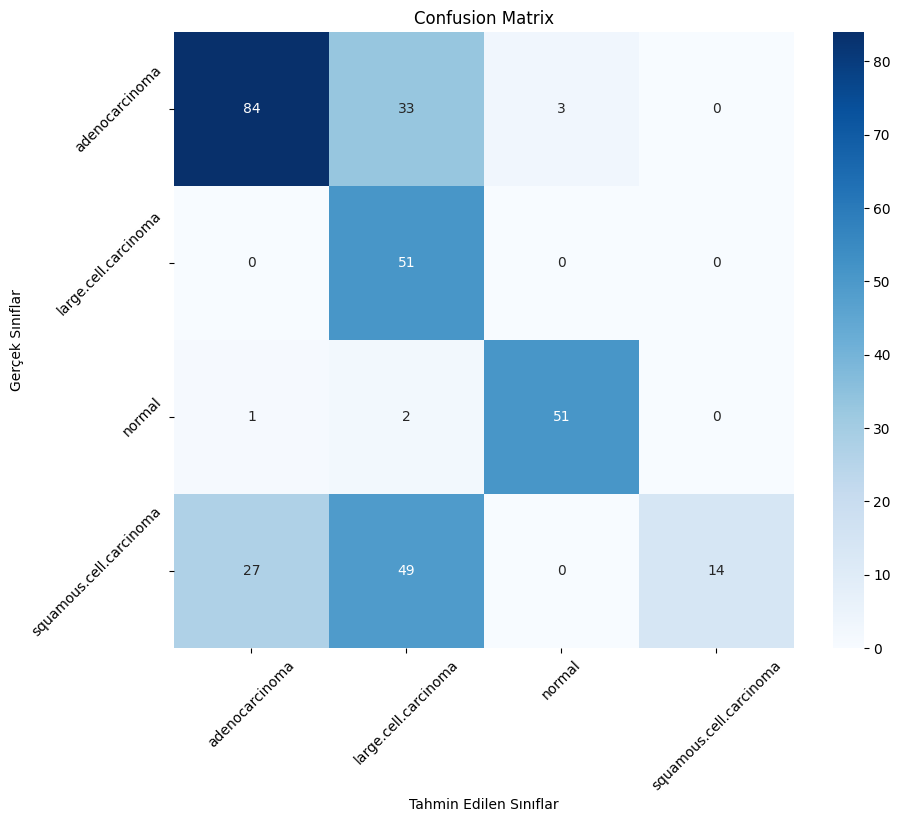 Confusion Matrix
Gerçek Sınıflar
adenocarcinoma
84 33 3 0
large.cell.carcinoma
0 51 0 0
normal
1 2 51 0
squamous.cell.carcinoma
27 49 0 14
adenocarcinoma
large.cell.carcinoma
normal
squamous.cell.carcinoma
Tahmin Edilen Sınıflar
80
70
60
50
40
30
20
10
0